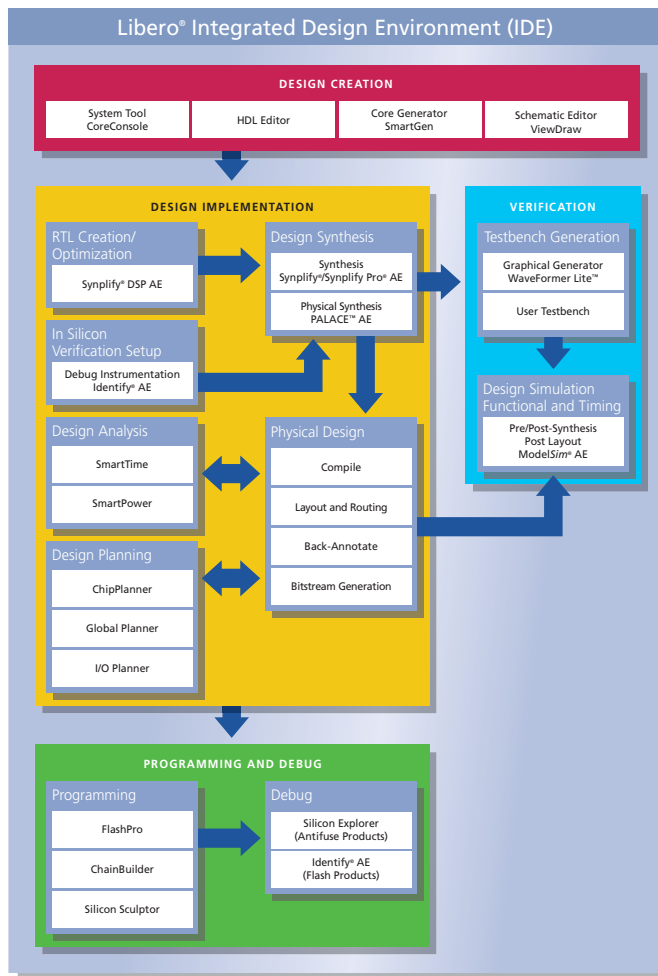 Libero® Integrated Design Environment (IDE)
DESIGN CREATION
System Tool
CoreConsole
HDL Editor
Core Generator
SmartGen
Schematic Editor
ViewDraw
DESIGN IMPLEMENTATION
RTL Creation/
Optimization
Synplify® DSP AE
Design Synthesis
Synthesis
Synplify®/Synplify Pro® AE
Physical Synthesis
PALACE™ AE
In Silicon
Verification Setup
Debug Instrumentation
Identify® AE
Design Analysis
SmartTime
SmartPower
Physical Design
Compile
Layout and Routing
Back-Annotate
Bitstream Generation
Design Planning
ChipPlanner
Global Planner
I/O Planner
VERIFICATION
Testbench Generation
Graphical Generator
WaveFormer Lite™
User Testbench
Design Simulation
Functional and Timing
Pre/Post-Synthesis
Post Layout
ModelSim® AE
PROGRAMMING AND DEBUG
Programming
FlashPro
ChainBuilder
Silicon Sculptor
Debug
Silicon Explorer
(Antifuse Products)
Identify® AE
(Flash Products)